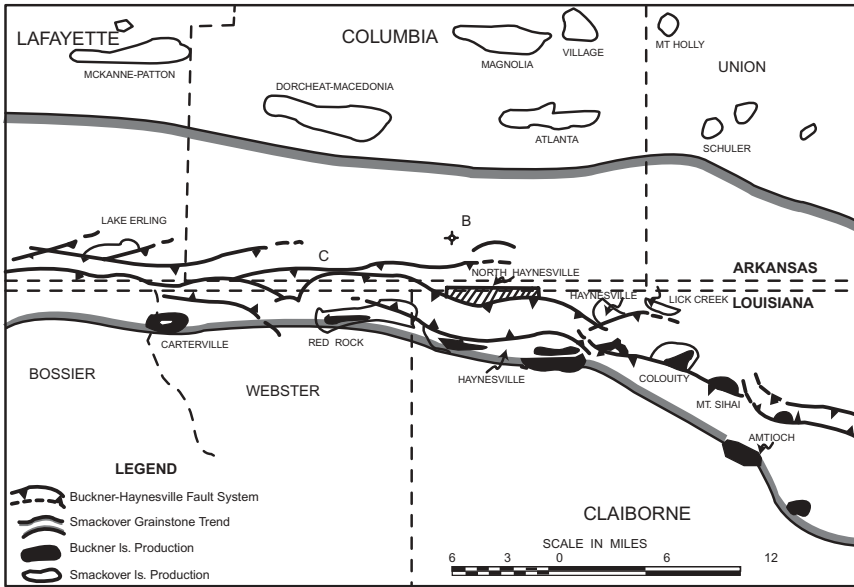 LAFAYETTE
COLUMBIA
VILLAGE
MT HOLLY
MCKANNE-PATTON
MAGNOLIA
UNION
DORCHEAT-MACEDONIA
ATLANTA
SCHULER
LAKE ERLING
B
C
NORTH HAYNESVILLE
ARKANSAS
HAYNESVILLE
LICK CREEK
LOUISIANA
CARTERVILLE
RED ROCK
HAYNESVILLE
COLOUITY
BOSSIER
WEBSTER
MT. SIHAI
AMTIOCH
LEGEND
Buckner-Haynesville Fault System
Smackover Grainstone Trend
Buckner Is. Production
Smackover Is. Production
CLAIBORNE
SCALE IN MILES
6 3 0 6 12